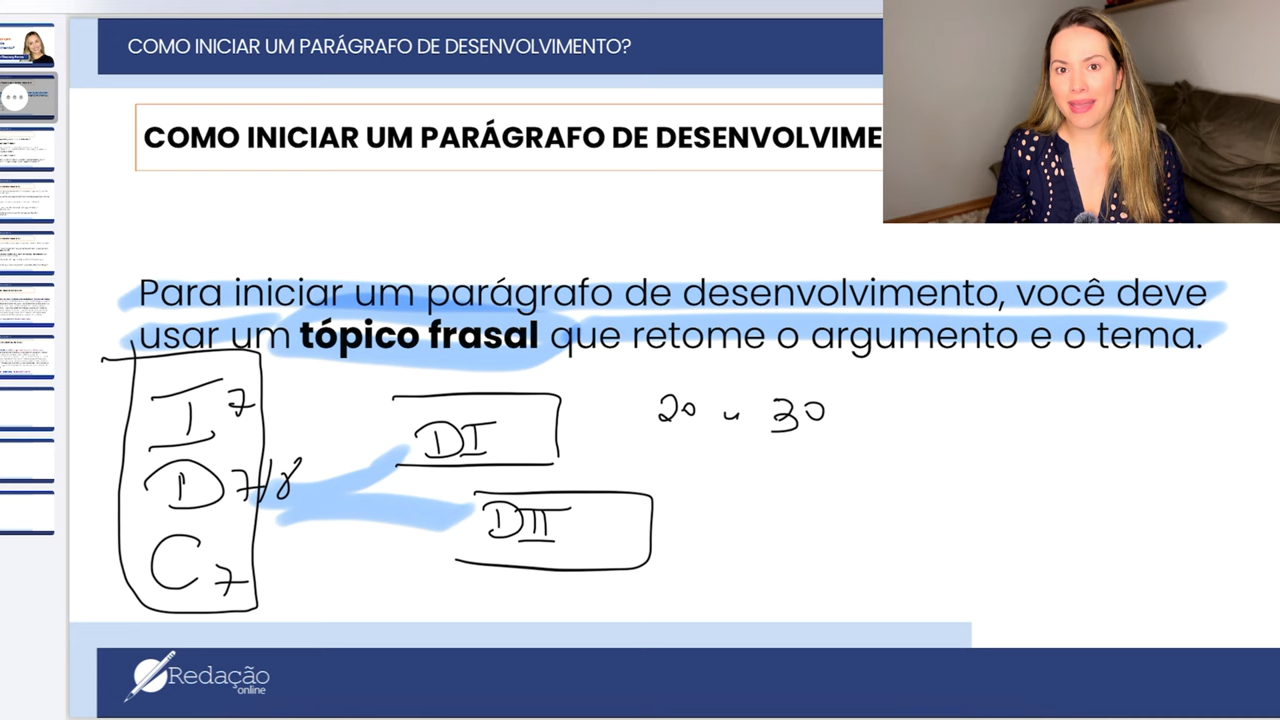 COMO INICIAR UM PARÁGRAFO DE DESENVOLVIMENTO?
COMO INICIAR UM PARÁGRAFO DE DESENVOLVIME
Para iniciar um parágrafo de desenvolvimento, você deve
usar um tópico frasal que retome o argumento e o tema.
I 7
D 7/8
C 7
DI
DII
20 30
Redação
online